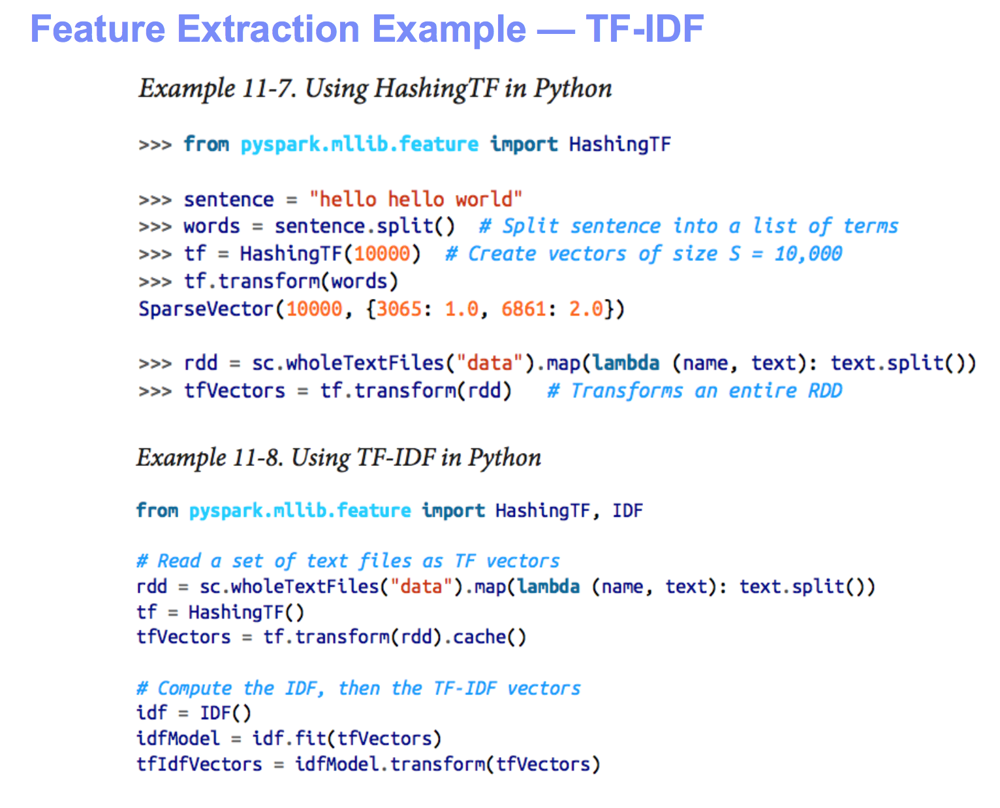 Feature Extraction Example — TF-IDF
Example 11-7. Using HashingTF in Python
>>> from pyspark.mllib.feature import HashingTF
>>> sentence = "hello hello world"
>>> words = sentence.split()  # Split sentence into a list of terms
>>> tf = HashingTF(10000)  # Create vectors of size S = 10,000
>>> tf.transform(words)
SparseVector(10000, {3065: 1.0, 6861: 2.0})
>>> rdd = sc.wholeTextFiles("data").map(lambda (name, text): text.split())
>>> tfVectors = tf.transform(rdd)   # Transforms an entire RDD
Example 11-8. Using TF-IDF in Python
from pyspark.mllib.feature import HashingTF, IDF
# Read a set of text files as TF vectors
rdd = sc.wholeTextFiles("data").map(lambda (name, text): text.split())
tf = HashingTF()
tfVectors = tf.transform(rdd).cache()
# Compute the IDF, then the TF-IDF vectors
idf = IDF()
idfModel = idf.fit(tfVectors)
tfIdfVectors = idfModel.transform(tfVectors)